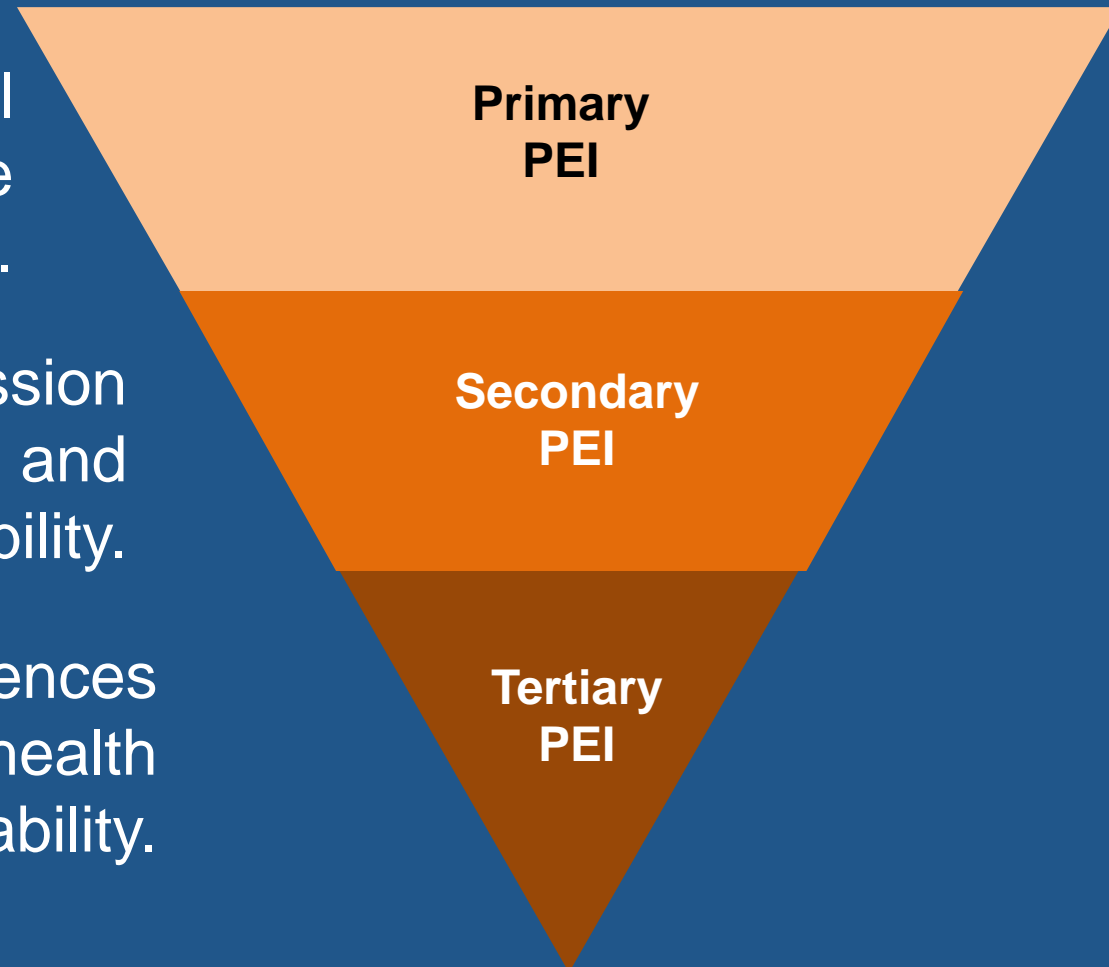 Primary
PEI
ssion
and
bility.
Secondary
PEI
ences
health
ability.
Tertiary
PEI